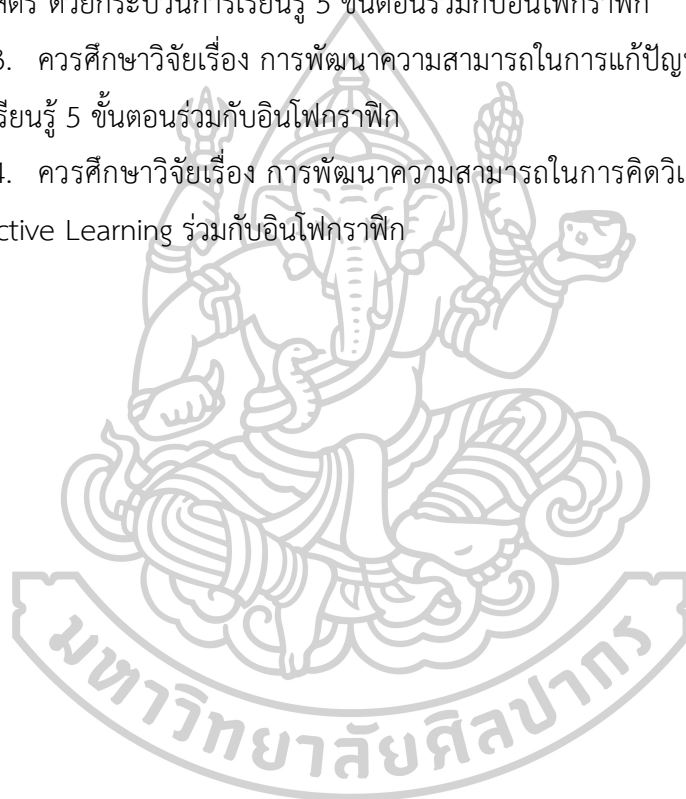 สตร์ ด้วยกระบวนการเรียนรู้ 5 ขั้นตอนร่วมกับอินโฟกราฟิก
3. ควรศึกษาวิจัยเรื่อง การพัฒนาความสามารถในการแก้ปัญ
รียนรู้ 5 ขั้นตอนร่วมกับอินโฟกราฟิก
4. ควรศึกษาวิจัยเรื่อง การพัฒนาความสามารถในการคิดวิเ
ctive Learning ร่วมกับอินโฟกราฟิก
มหาวิทยาลัยศิลปากร